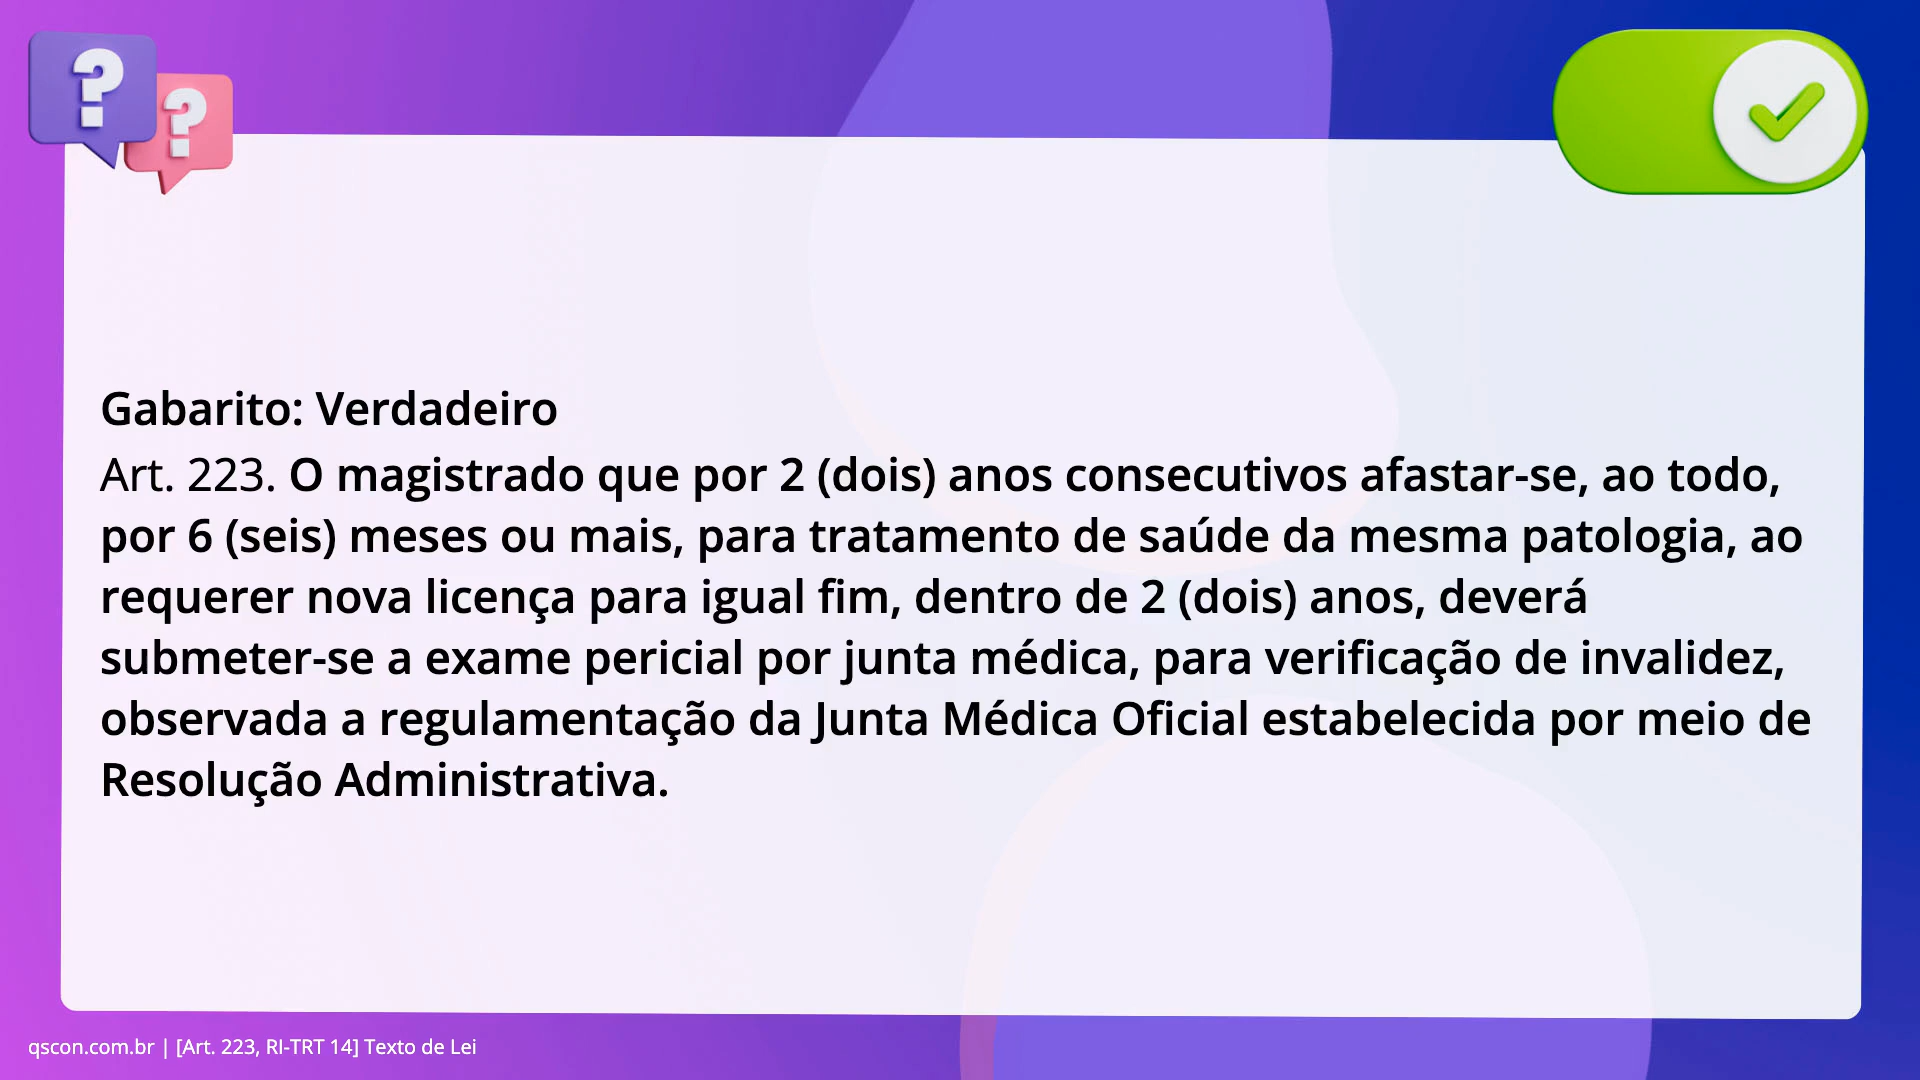 Gabarito: Verdadeiro
Art. 223. O magistrado que por 2 (dois) anos consecutivos afastar-se, ao todo,
por 6 (seis) meses ou mais, para tratamento de saúde da mesma patologia, ao
requerer nova licença para igual fim, dentro de 2 (dois) anos, deverá
submeter-se a exame pericial por junta médica, para verificação de invalidez,
observada a regulamentação da Junta Médica Oficial estabelecida por meio de
Resolução Administrativa.
qscon.com.br | [Art. 223, RI-TRT 14] Texto de Lei